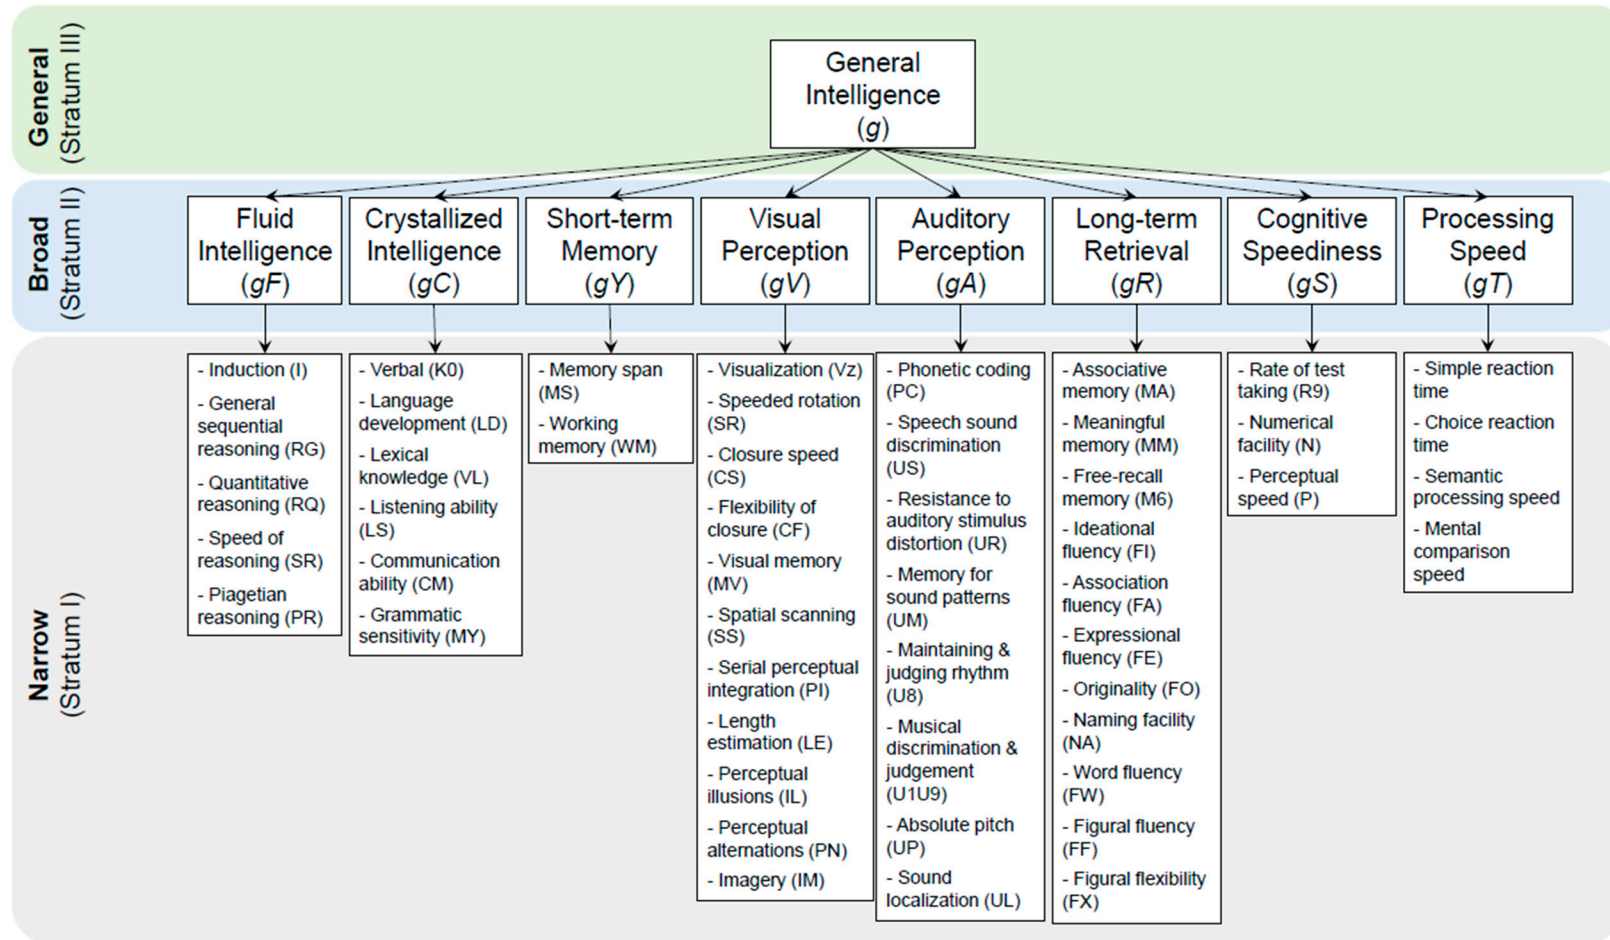 General
(Stratum III)
General
Intelligence
(g)
Broad
(Stratum II)
Fluid
Intelligence
(gF)
Crystallized
Intelligence
(gC)
Short-term
Memory
(gY)
Visual
Perception
(gV)
Auditory
Perception
(gA)
Long-term
Retrieval
(gR)
Cognitive
Speediness
(gS)
Processing
Speed
(gT)
Narrow
(Stratum I)
- Induction (I)
- General
sequential
reasoning (RG)
- Quantitative
reasoning (RQ)
- Speed of
reasoning (SR)
- Piagetian
reasoning (PR)
- Verbal (K0)
- Language
development (LD)
- Lexical
knowledge (VL)
- Listening ability
(LS)
- Communication
ability (CM)
- Grammatic
sensitivity (MY)
- Memory span
(MS)
- Working
memory (WM)
- Visualization (Vz)
- Speeded rotation
(SR)
- Closure speed
(CS)
- Flexibility of
closure (CF)
- Visual memory
(MV)
- Spatial scanning
(SS)
- Serial perceptual
integration (PI)
- Length
estimation (LE)
- Perceptual
illusions (IL)
- Perceptual
alternations (PN)
- Imagery (IM)
- Phonetic coding
(PC)
- Speech sound
discrimination
(US)
- Resistance to
auditory stimulus
distortion (UR)
- Memory for
sound patterns
(UM)
- Maintaining &
judging rhythm
(U8)
- Musical
discrimination &
judgement
(U1U9)
- Absolute pitch
(UP)
- Sound
localization (UL)
- Associative
memory (MA)
- Meaningful
memory (MM)
- Free-recall
memory (M6)
- Ideational
fluency (FI)
- Association
fluency (FA)
- Expressional
fluency (FE)
- Originality (FO)
- Naming facility
(NA)
- Word fluency
(FW)
- Figural fluency
(FF)
- Figural flexibility
(FX)
- Rate of test
taking (R9)
- Numerical
facility (N)
- Perceptual
speed (P)
- Simple reaction
time
- Choice reaction
time
- Semantic
processing speed
- Mental
comparison
speed